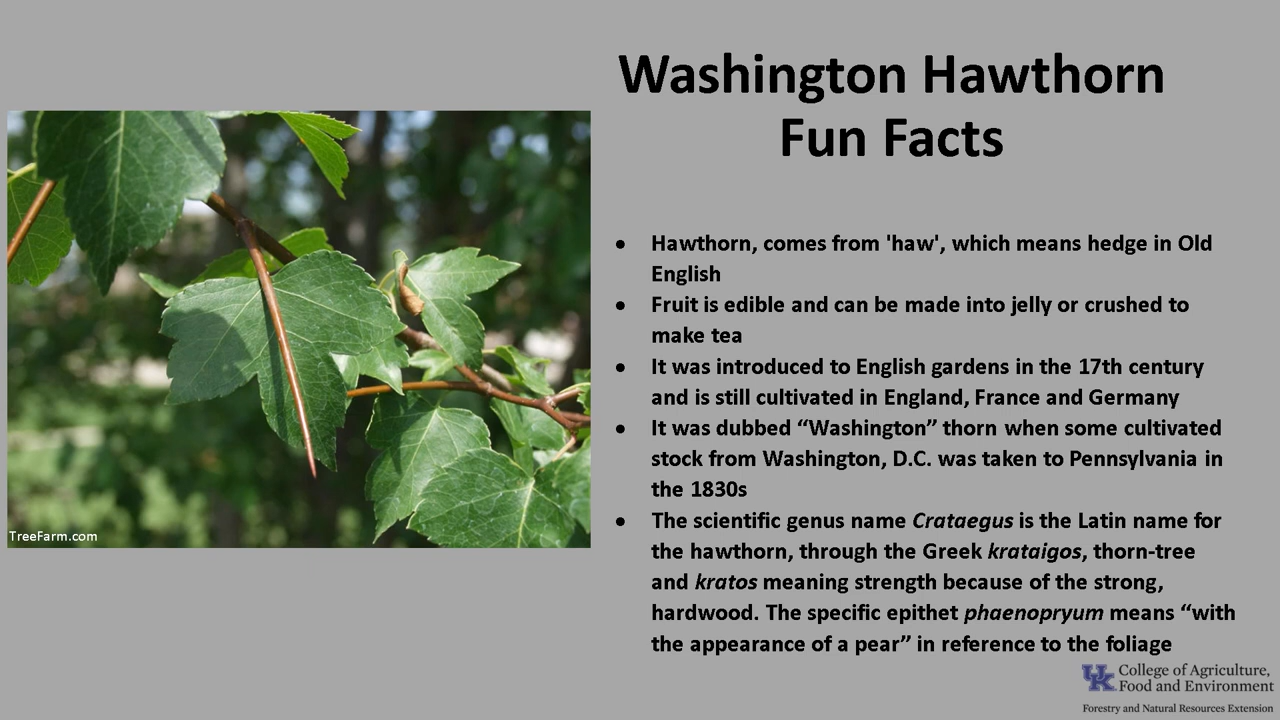 Washington Hawthorn
Fun Facts
TreeFarm.com
• Hawthorn, comes from 'haw', which means hedge in Old
English
• Fruit is edible and can be made into jelly or crushed to
make tea
• It was introduced to English gardens in the 17th century
and is still cultivated in England, France and Germany
• It was dubbed “Washington” thorn when some cultivated
stock from Washington, D.C. was taken to Pennsylvania in
the 1830s
• The scientific genus name Crataegus is the Latin name for
the hawthorn, through the Greek krataigos, thorn-tree
and kratos meaning strength because of the strong,
hardwood. The specific epithet phaenopryum means “with
the appearance of a pear” in reference to the foliage
UK College of Agriculture,
Food and Environment
Forestry and Natural Resources Extension